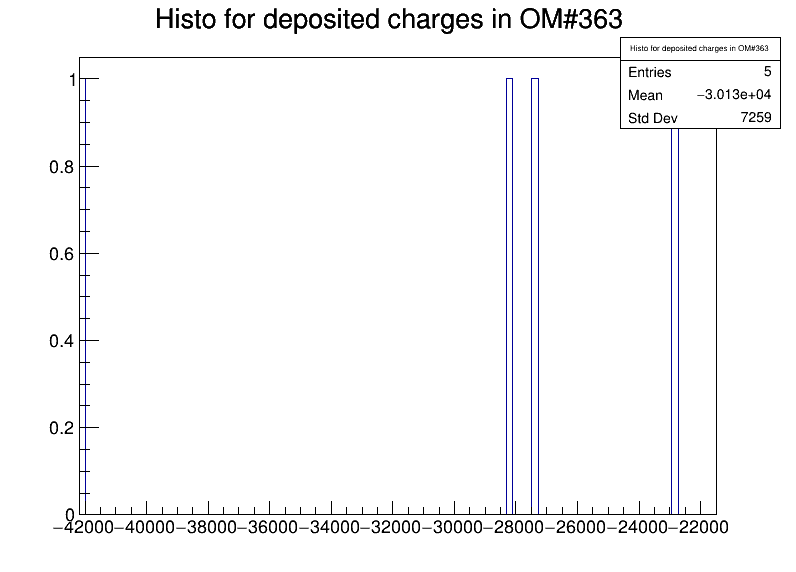 Histo for deposited charges in OM#363
Histo for deposited charges in OM#363
Entries 5
Mean −3.013e+04
Std Dev 7259
1
0.8
0.6
0.4
0.2
0
−42000 −40000 −38000 −36000 −34000 −32000 −30000 −28000 −26000 −24000 −22000